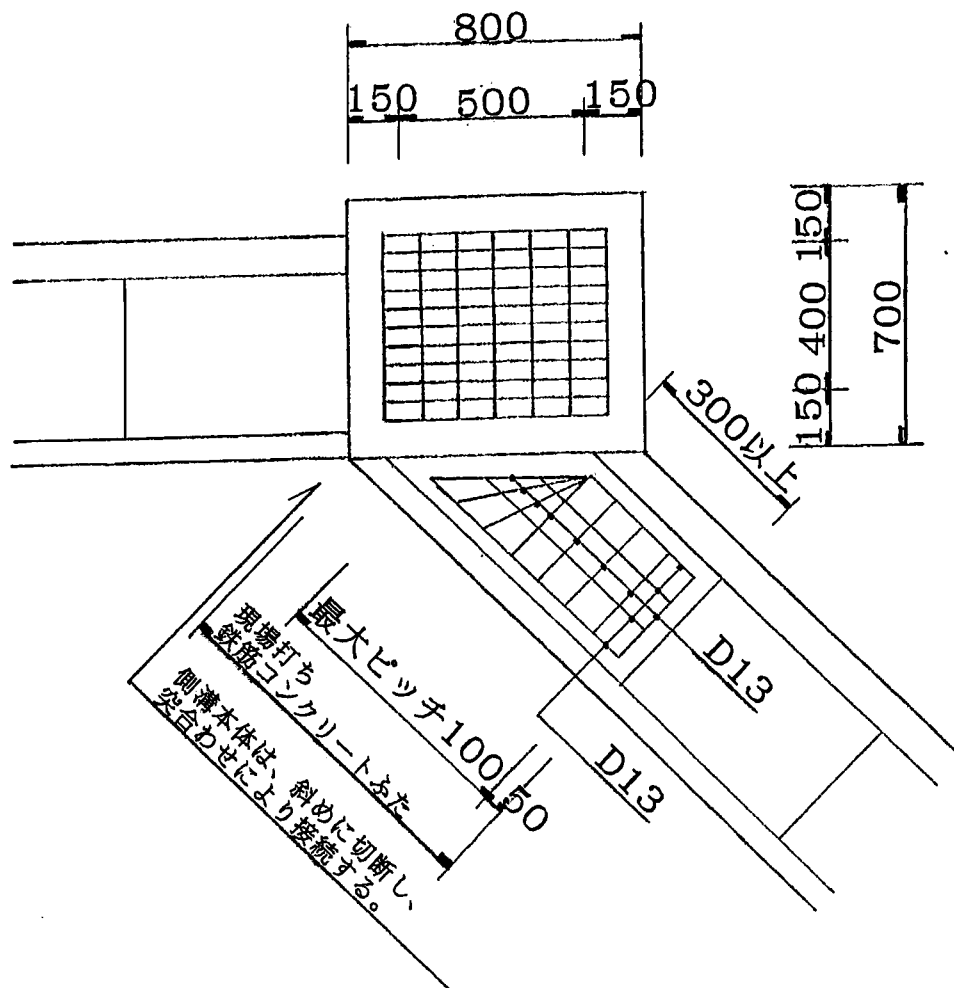 800
150 500 150
150
400
150
700
300以上
D13
D13
最大ピッチ100 50
現場打ち
鉄筋コンクリートふた
側溝本体は、斜めに切断し、
突合わせにより接続する。